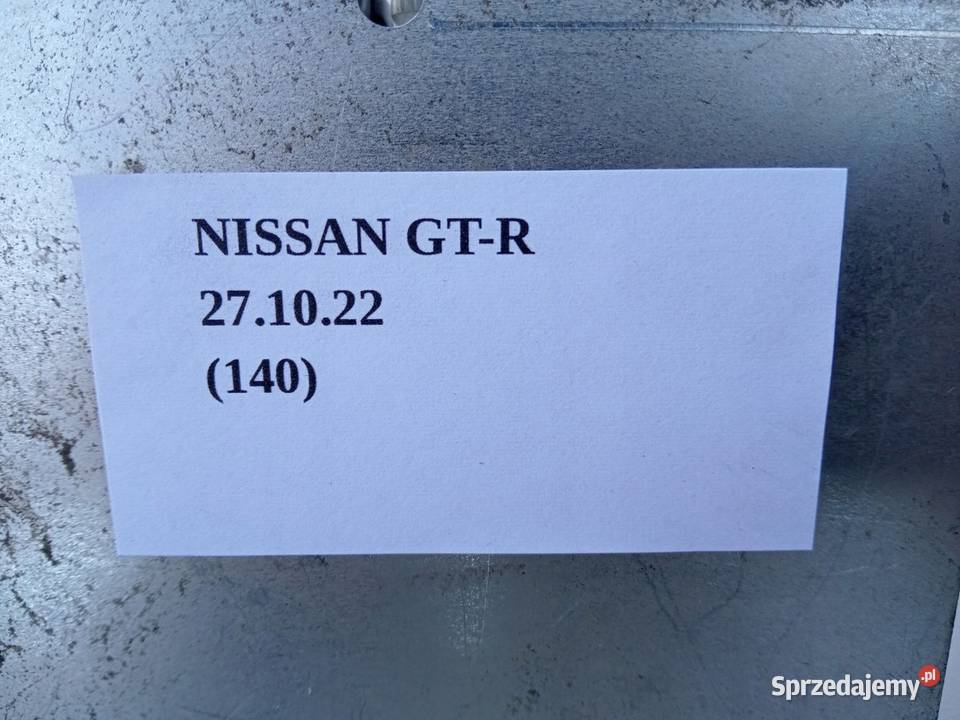 NISSAN GT-R
27.10.22
(140)
Sprzedajemy.pl